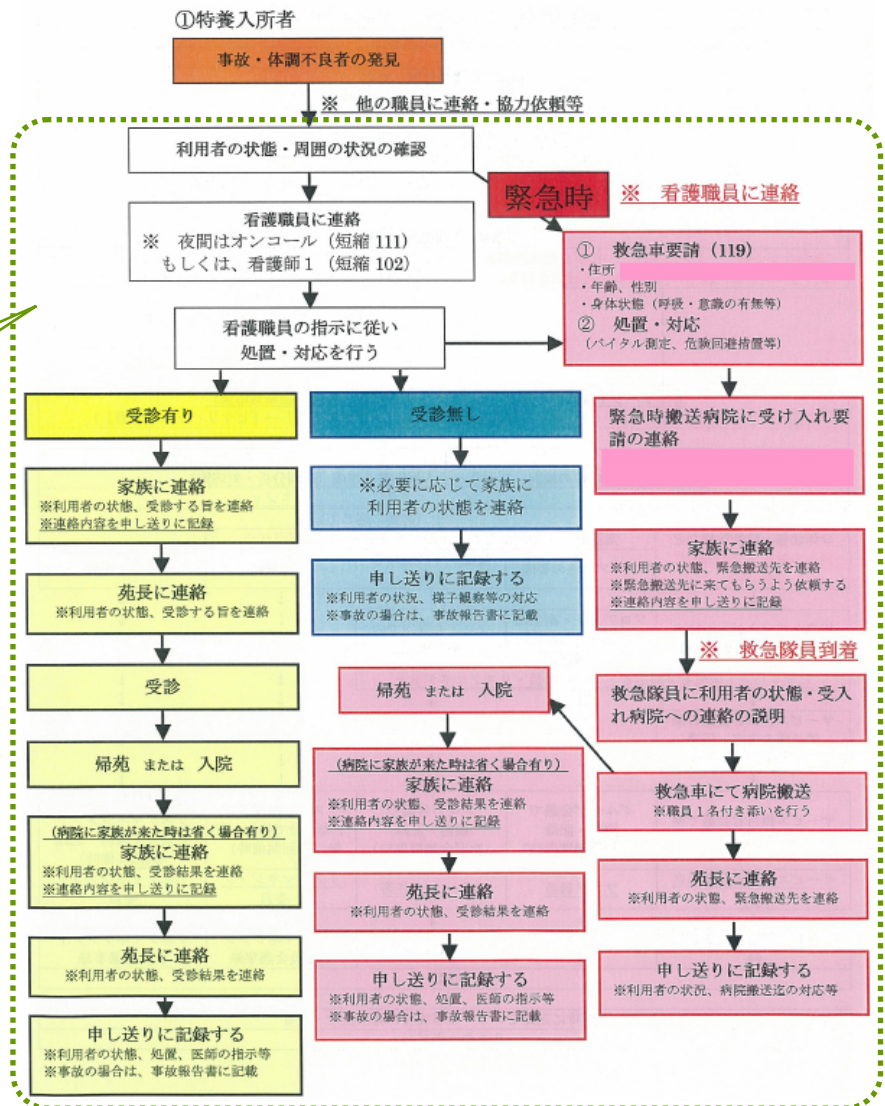 ①特養入所者
事故・体調不良者の発見
※　他の職員に連絡・協力依頼等
利用者の状態・周囲の状況の確認
緊急時
※　看護職員に連絡
看護職員に連絡
※　夜間はオンコール（短縮 111）
もしくは、看護師１（短縮 102）
①　救急車要請（119）
・住所
・年齢、性別
・身体状態（呼吸・意識の有無等）
②　処置・対応
（バイタル測定、危険回避措置等）
看護職員の指示に従い
処置・対応を行う
受診有り
家族に連絡
※利用者の状態、受診する旨を連絡
※連絡内容を申し送りに記録
苑長に連絡
※利用者の状態、受診する旨を連絡
受診
帰苑　または　入院
（病院に家族が来た時は省く場合有り）
家族に連絡
※利用者の状態、受診結果を連絡
※連絡内容を申し送りに記録
苑長に連絡
※利用者の状態、受診結果を連絡
申し送りに記録する
※利用者の状態、処置、医師の指示等
※事故の場合は、事故報告書に記載
受診無し
※必要に応じて家族に
利用者の状態を連絡
申し送りに記録する
※利用者の状況、様子観察等の対応
※事故の場合は、事故報告書に記載
緊急時搬送病院に受け入れ要
請の連絡
家族に連絡
※利用者の状態、緊急搬送先を連絡
※緊急搬送先に来てもらうよう依頼する
※連絡内容を申し送りに記録
※　救急隊員到着
救急隊員に利用者の状態・受入
れ病院への連絡の説明
救急車にて病院搬送
※職員１名付き添いを行う
苑長に連絡
※利用者の状態、緊急搬送先を連絡
申し送りに記録する
※利用者の状況、病院搬送迄の対応等
帰苑　または　入院
（病院に家族が来た時は省く場合有り）
家族に連絡
※利用者の状態、受診結果を連絡
※連絡内容を申し送りに記録
苑長に連絡
※利用者の状態、受診結果を連絡
申し送りに記録する
※利用者の状態、処置、医師の指示等
※事故の場合は、事故報告書に記載